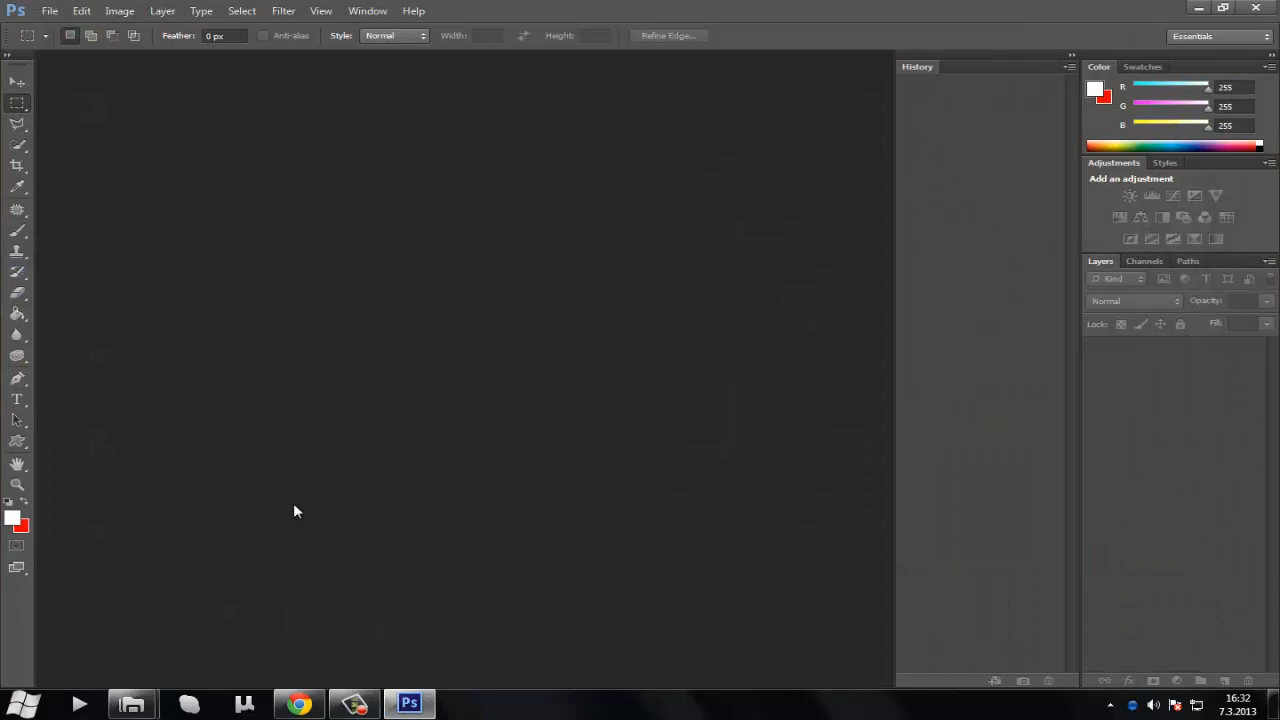 Ps File Edit Image Layer Type Select Filter View Window Help
Feather: 0 px Anti-alias Style: Normal Width: Height: Refine Edge... Essentials
History
Color Swatches
R 255
G 255
B 255
Adjustments Styles
Add an adjustment
Layers Channels Paths
Kind
Normal Opacity:
Lock: Fill:
T
Ps
16:32
7.3.2013